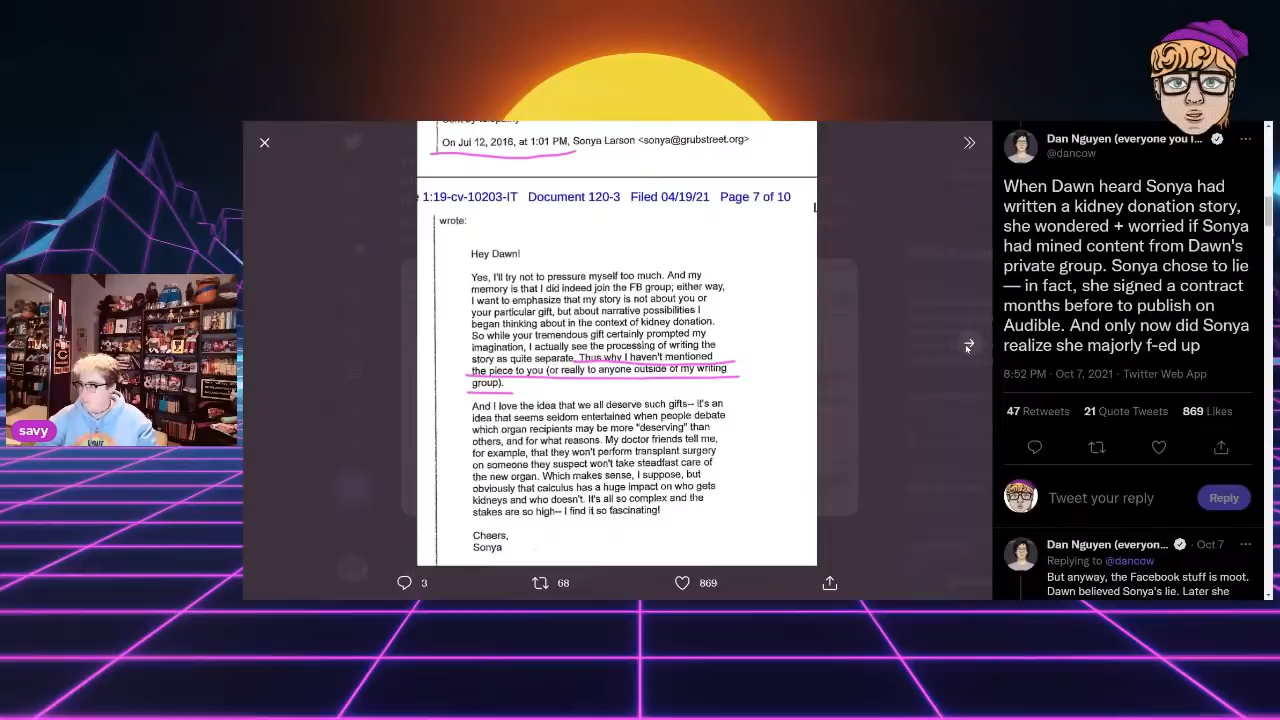 On Jul 12, 2016, at 1:01 PM, Sonya Larson <sonya@grubstreet.org>
1:19-cv-10203-IT Document 120-3 Filed 04/19/21 Page 7 of 10
wrote:
Hey Dawn!
Yes, I'll try not to pressure myself too much. And my
memory is that I did indeed join the FB group; either way,
I want to emphasize that my story is not about you or
your particular gift, but about narrative possibilities I
began thinking about in the context of kidney donation.
So while your tremendous gift certainly prompted my
imagination, I actually see the processing of writing the
story as quite separate. Thus why I haven't mentioned
the piece to you (or really to anyone outside of my writing
group).
And I love the idea that we all deserve such gifts-- it's an
idea that seems seldom entertained when people debate
which organ recipients may be more "deserving" than
others, and for what reasons. My doctor friends tell me,
for example, that they won't perform transplant surgery
on someone they suspect won't take steadfast care of
the new organ. Which makes sense, I suppose, but
obviously that calculus has a huge impact on who gets
kidneys and who doesn't. It's all so complex and the
stakes are so high-- I find it so fascinating!
Cheers,
Sonya
3
68
869
savy
Dan Nguyen (everyone you l...
@dancow
When Dawn heard Sonya had
written a kidney donation story,
she wondered + worried if Sonya
had mined content from Dawn's
private group. Sonya chose to lie
— in fact, she signed a contract
months before to publish on
Audible. And only now did Sonya
realize she majorly f-ed up
8:52 PM · Oct 7, 2021 · Twitter Web App
47 Retweets 21 Quote Tweets 869 Likes
Tweet your reply
Reply
Dan Nguyen (everyon... · Oct 7
Replying to @dancow
But anyway, the Facebook stuff is moot.
Dawn believed Sonya's lie. Later she